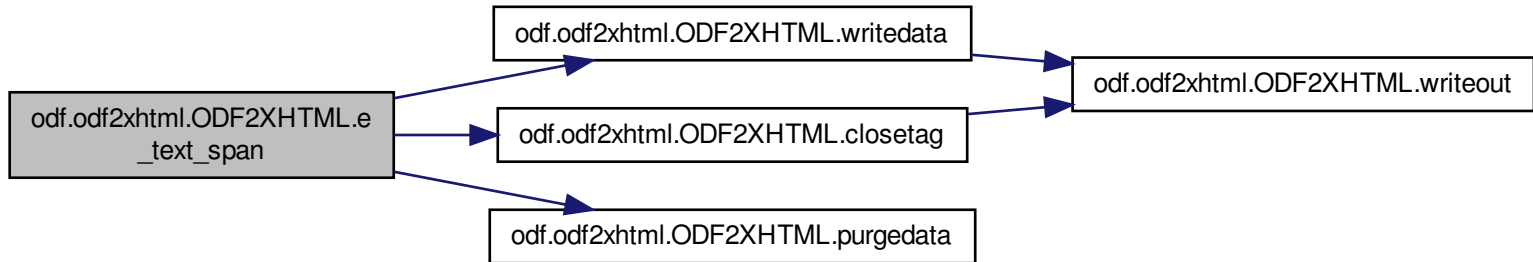 odf.odf2xhtml.ODF2XHTML.e
_text_span
odf.odf2xhtml.ODF2XHTML.writedata
odf.odf2xhtml.ODF2XHTML.closetag
odf.odf2xhtml.ODF2XHTML.purgedata
odf.odf2xhtml.ODF2XHTML.writeout